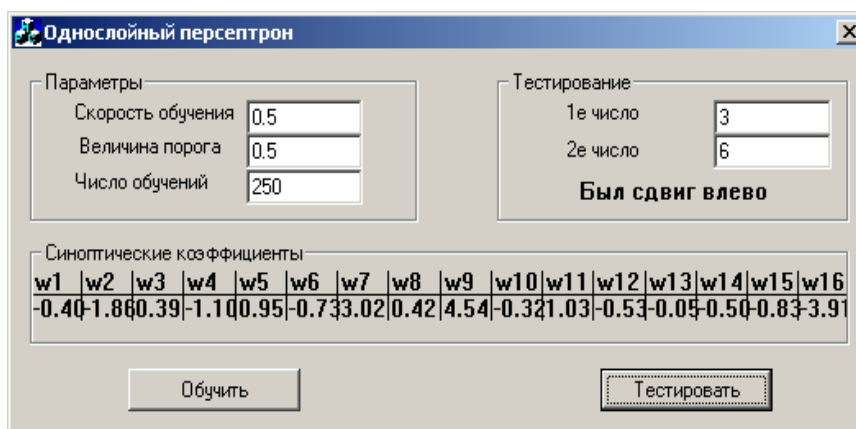 Однослойный персептрон
Параметры
Скорость обучения 0.5
Величина порога 0.5
Число обучений 250
Тестирование
1е число 3
2е число 6
Был сдвиг влево
Синоптические коэффициенты
w1 w2 w3 w4 w5 w6 w7 w8 w9 w10 w11 w12 w13 w14 w15 w16
-0.40 -1.86 0.39 -1.10 0.95 -0.73 3.02 0.42 4.54 -0.32 1.03 -0.53 -0.05 -0.50 -0.83 -3.91
Обучить
Тестировать